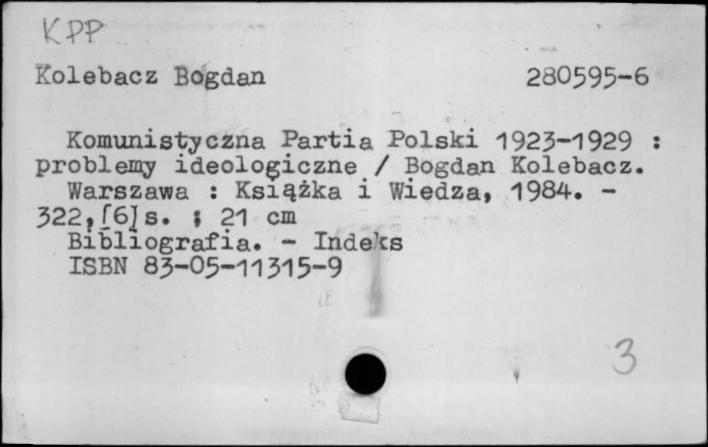 KPP
Kolebacz Bogdan 280595-6
Komunistyczna Partia Polski 1923-1929 :
problemy ideologiczne / Bogdan Kolebacz.
Warszawa : Książka i Wiedza, 1984. -
322,[6]s. ; 21 cm
Bibliografia. - Indeks
ISBN 83-05-11315-9
3